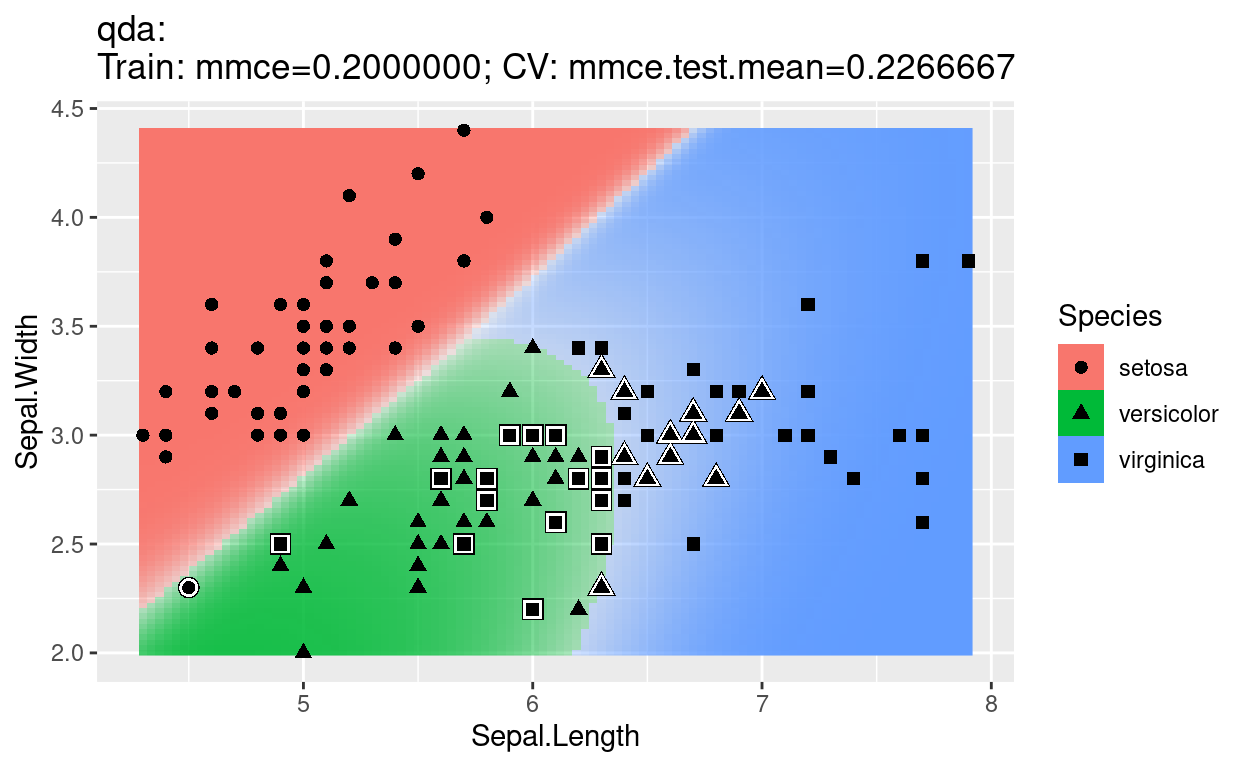 qda:
Train: mmce=0.2000000; CV: mmce.test.mean=0.2266667
4.5
4.0
3.5
3.0
2.5
2.0
Sepal.Width
5 6 7 8
Sepal.Length
Species
setosa
versicolor
virginica